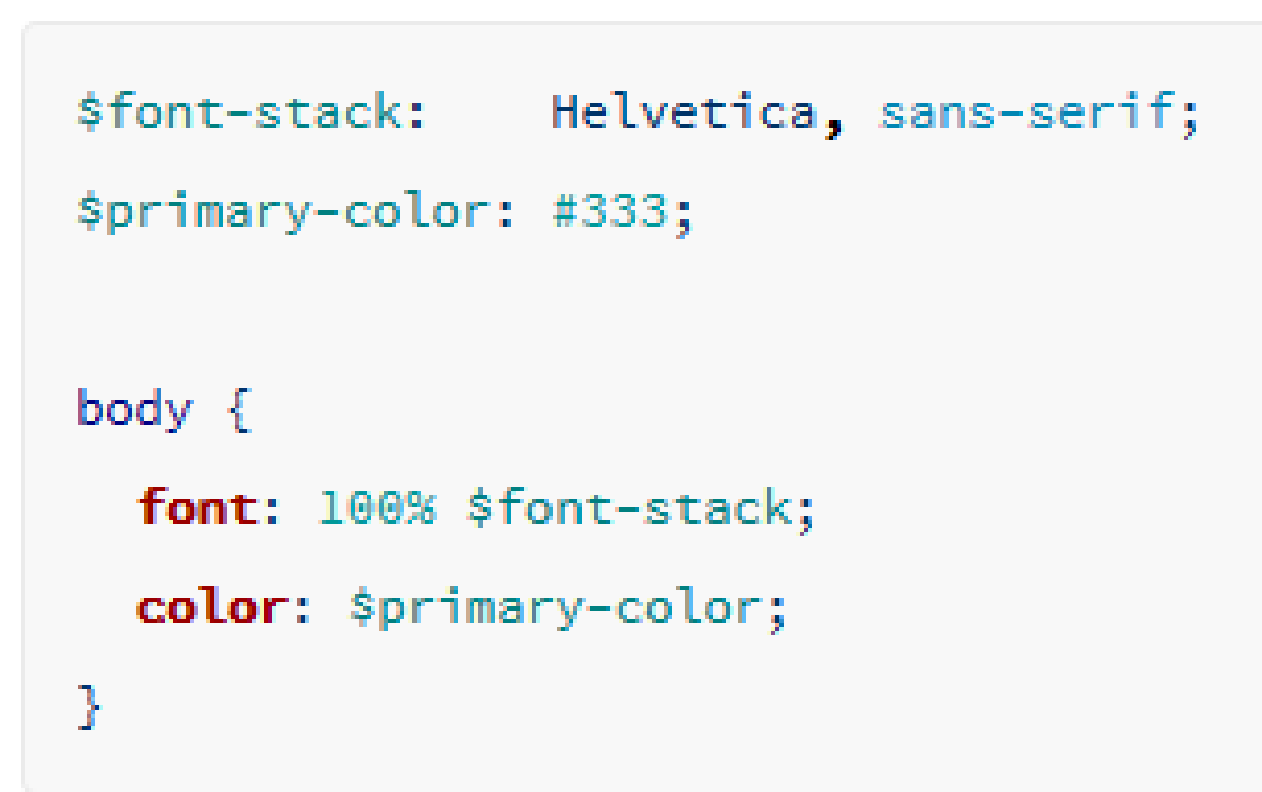 $font-stack:    Helvetica, sans-serif;
$primary-color: #333;

body {
  font: 100% $font-stack;
  color: $primary-color;
}